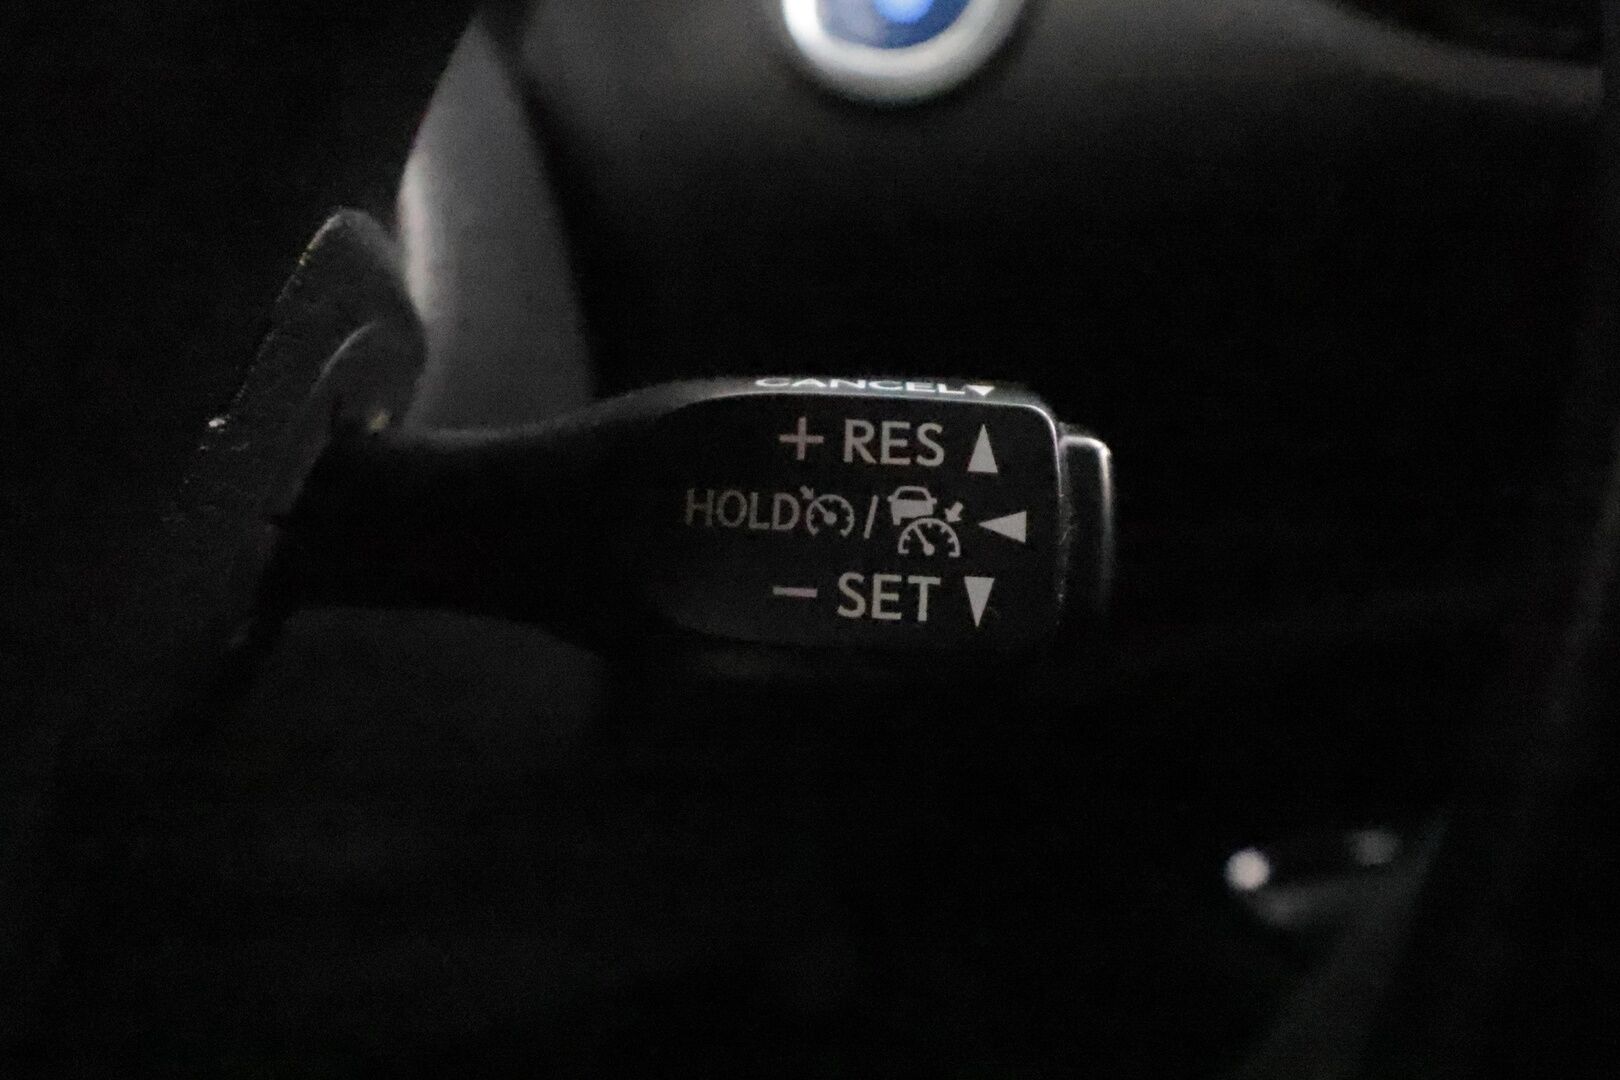 CANCEL▼
+ RES ▲
HOLD / ◀
− SET ▼